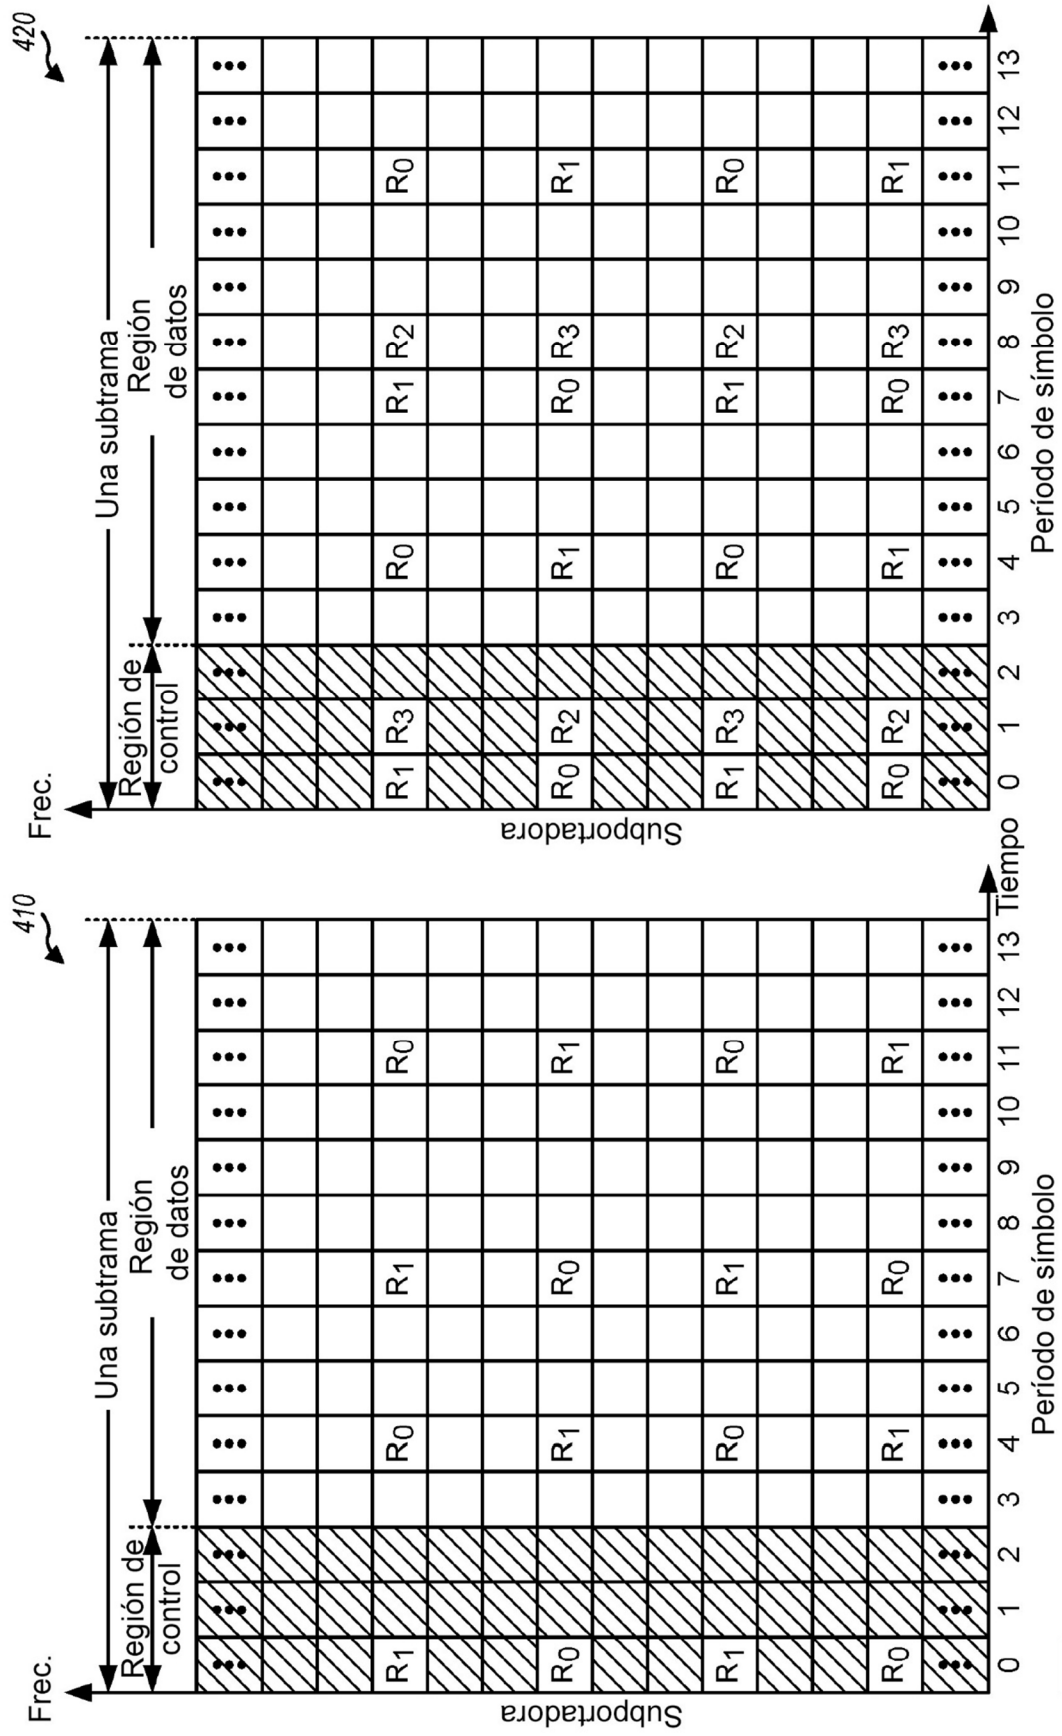 410
Frec.
Una subtrama
Región de
control
Región
de datos
Subportadora
••• ••• ••• ••• ••• ••• ••• ••• ••• ••• ••• ••• ••• •••
R1 R0 R1 R0
R0 R1 R0 R1
R1 R0 R1 R0
R0 R1 R0 R1
••• ••• ••• ••• ••• ••• ••• ••• ••• ••• ••• ••• ••• •••
0 1 2 3 4 5 6 7 8 9 10 11 12 13
Tiempo
Período de símbolo
420
Frec.
Una subtrama
Región de
control
Región
de datos
Subportadora
••• ••• ••• ••• ••• ••• ••• ••• ••• ••• ••• ••• ••• •••
R1 R3 R0 R1 R2 R0
R0 R2 R1 R0 R3 R1
R1 R3 R0 R1 R2 R0
R0 R2 R1 R0 R3 R1
••• ••• ••• ••• ••• ••• ••• ••• ••• ••• ••• ••• ••• •••
0 1 2 3 4 5 6 7 8 9 10 11 12 13
Período de símbolo